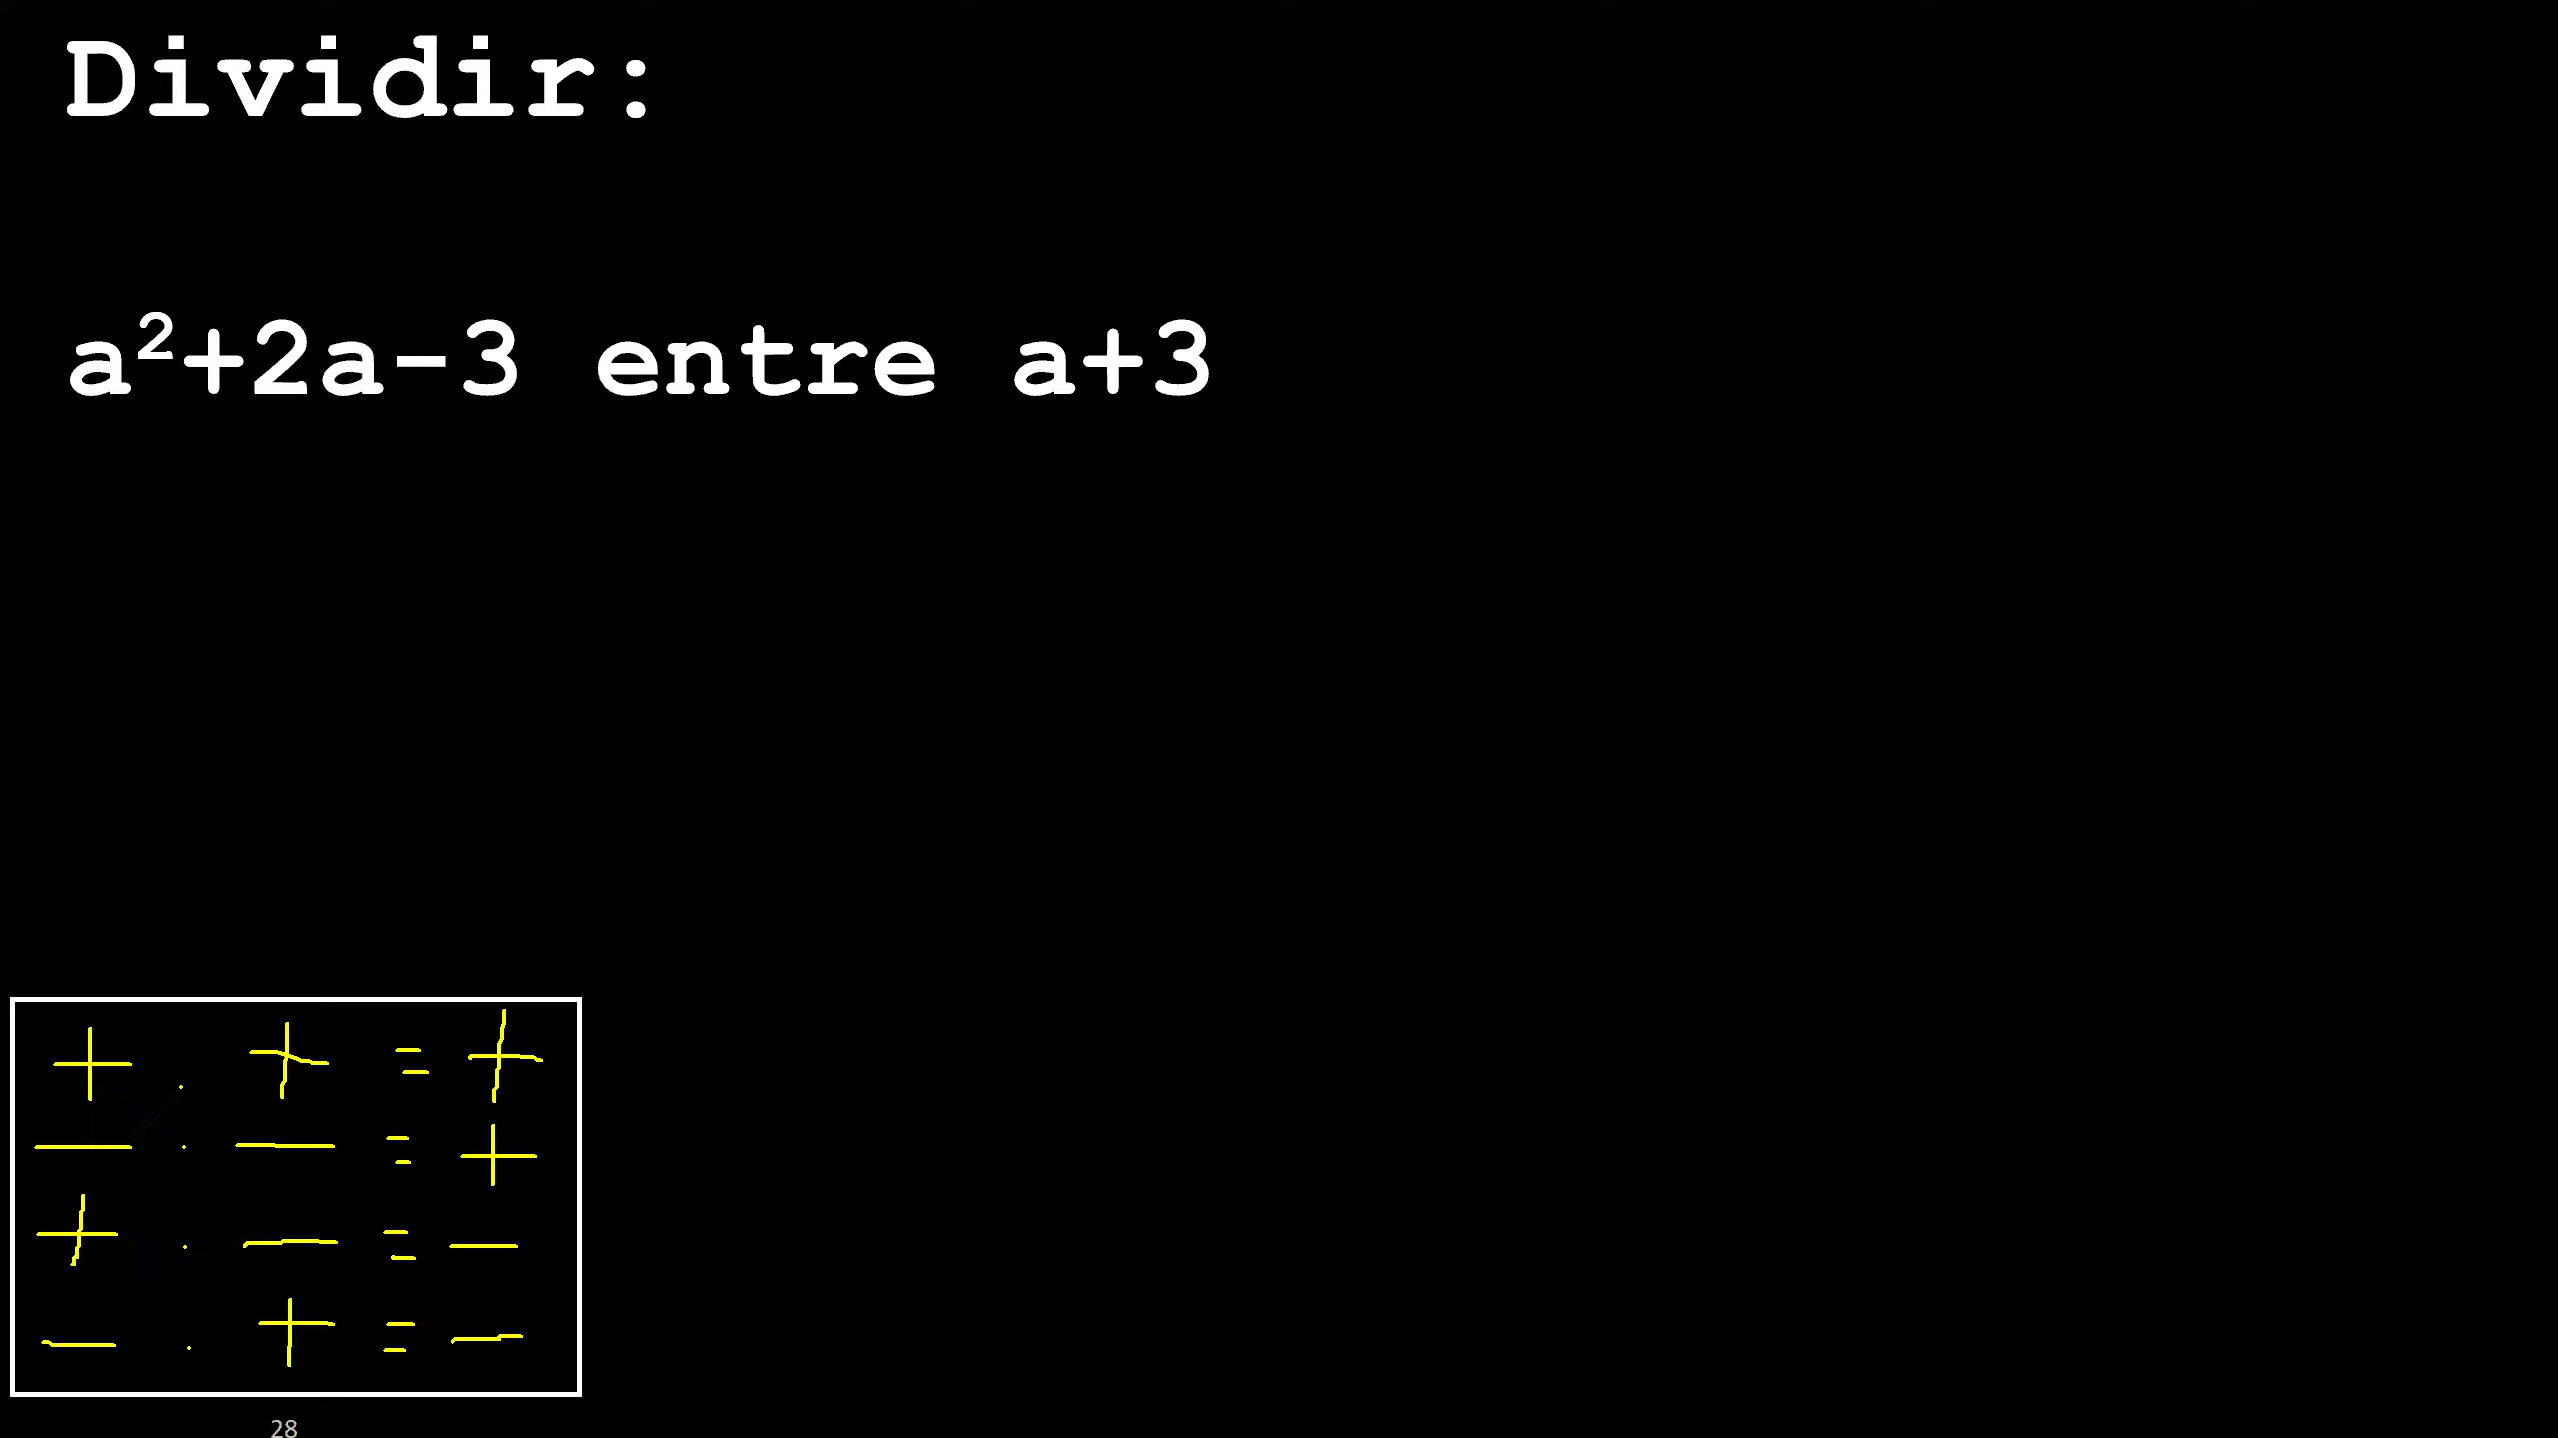 Dividir:
a²+2a-3 entre a+3
+ . + = +
- . - = +
+ . - = -
- . + = -
28